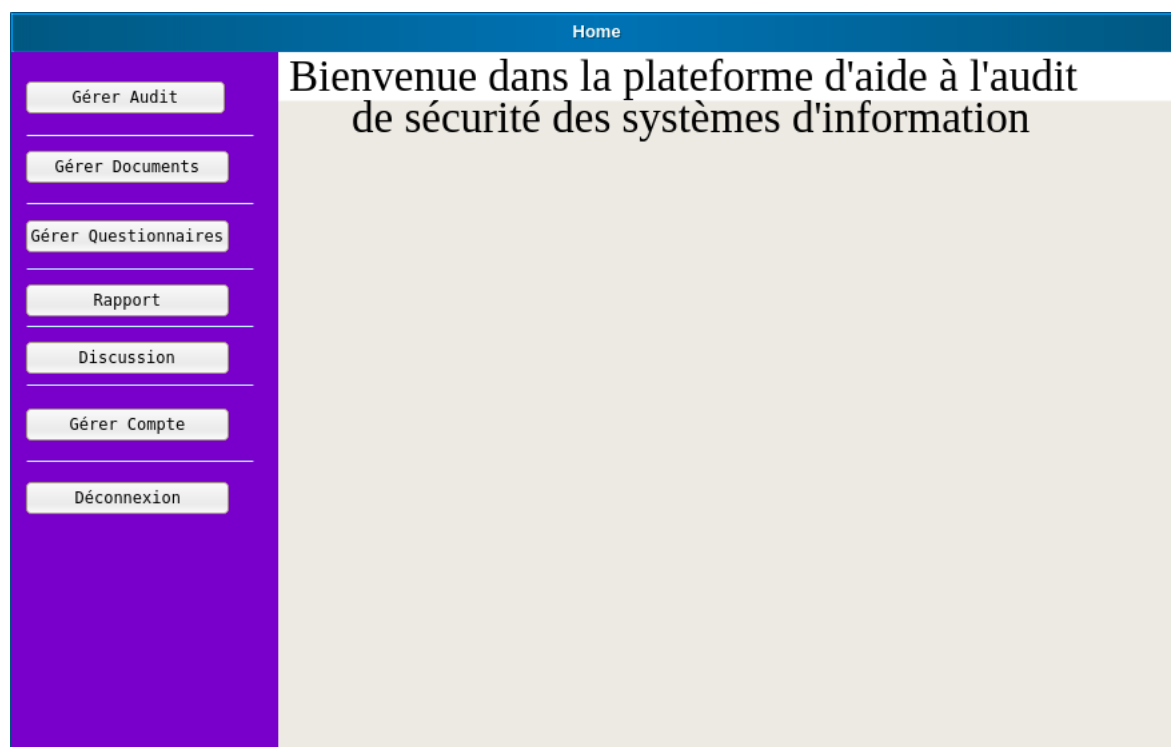 Home
Gérer Audit
Gérer Documents
Gérer Questionnaires
Rapport
Discussion
Gérer Compte
Déconnexion
Bienvenue dans la plateforme d'aide à l'audit
de sécurité des systèmes d'information